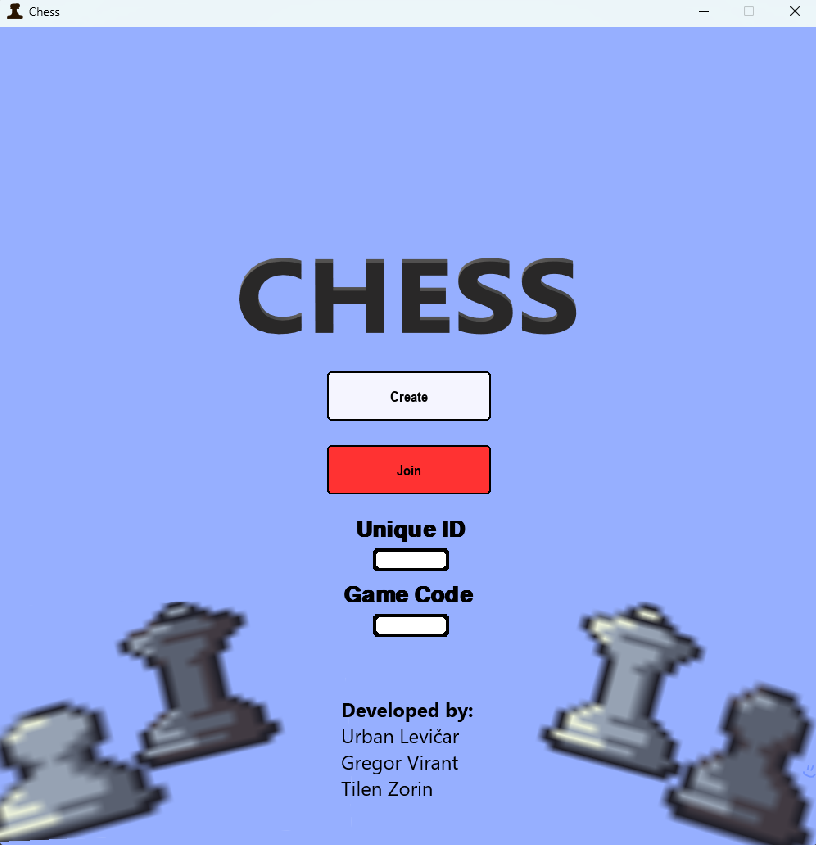 Chess
CHESS
Create
Join
Unique ID
Game Code
Developed by:
Urban Levičar
Gregor Virant
Tilen Zorin